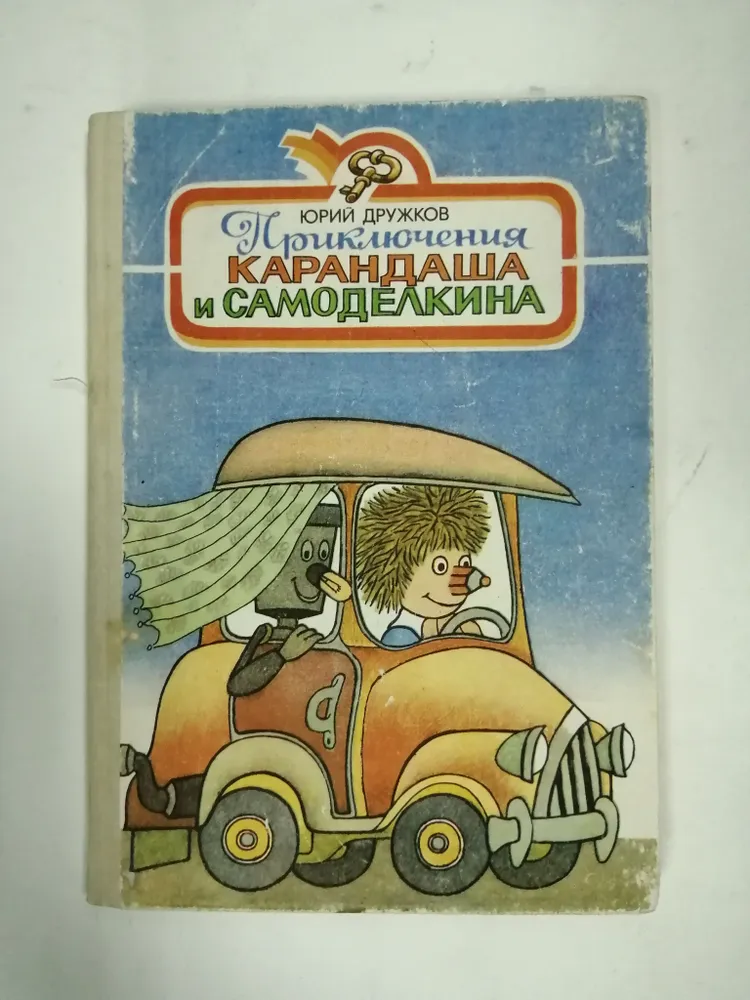 ЮРИЙ ДРУЖКОВ
Приключения
КАРАНДАША
и САМОДЕЛКИНА